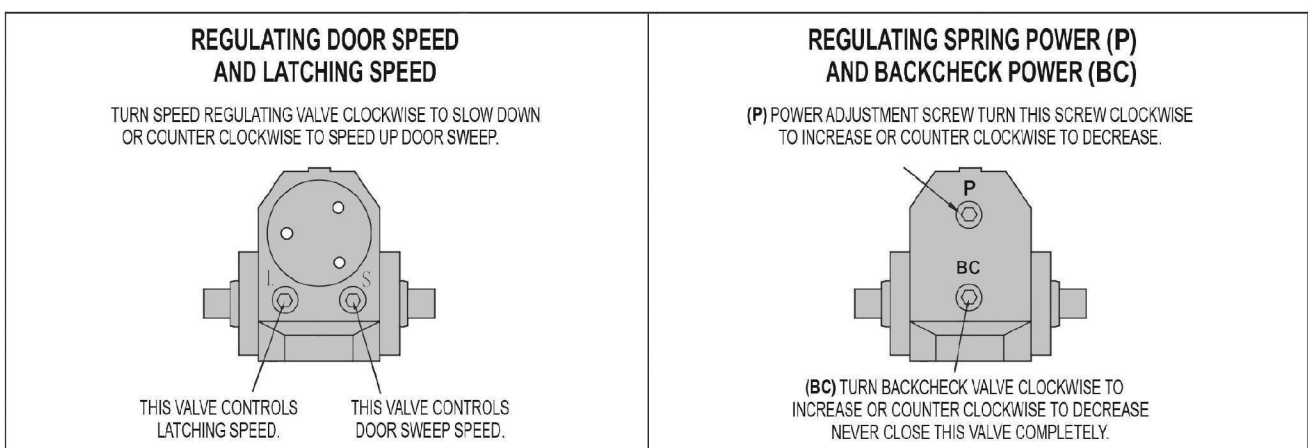 REGULATING DOOR SPEED
AND LATCHING SPEED
TURN SPEED REGULATING VALVE CLOCKWISE TO SLOW DOWN
OR COUNTER CLOCKWISE TO SPEED UP DOOR SWEEP.
L
S
THIS VALVE CONTROLS
LATCHING SPEED.
THIS VALVE CONTROLS
DOOR SWEEP SPEED.
REGULATING SPRING POWER (P)
AND BACKCHECK POWER (BC)
(P) POWER ADJUSTMENT SCREW TURN THIS SCREW CLOCKWISE
TO INCREASE OR COUNTER CLOCKWISE TO DECREASE.
P
BC
(BC) TURN BACKCHECK VALVE CLOCKWISE TO
INCREASE OR COUNTER CLOCKWISE TO DECREASE
NEVER CLOSE THIS VALVE COMPLETELY.